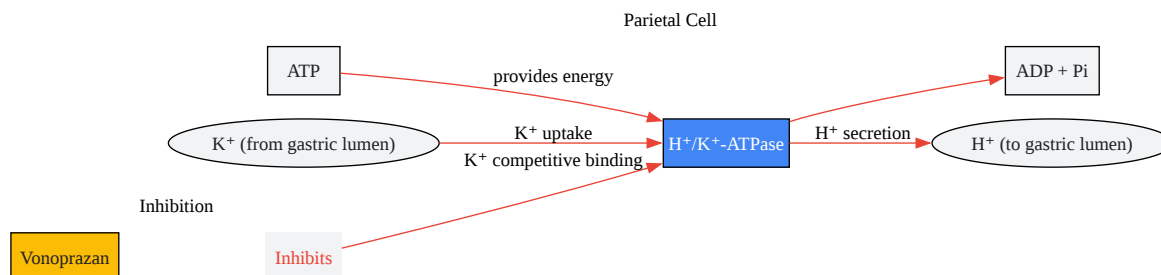 Parietal Cell
ATP
provides energy
ADP + Pi
K⁺ (from gastric lumen)
K⁺ uptake
H⁺/K⁺-ATPase
H⁺ secretion
H⁺ (to gastric lumen)
K⁺ competitive binding
Inhibition
Vonoprazan
Inhibits